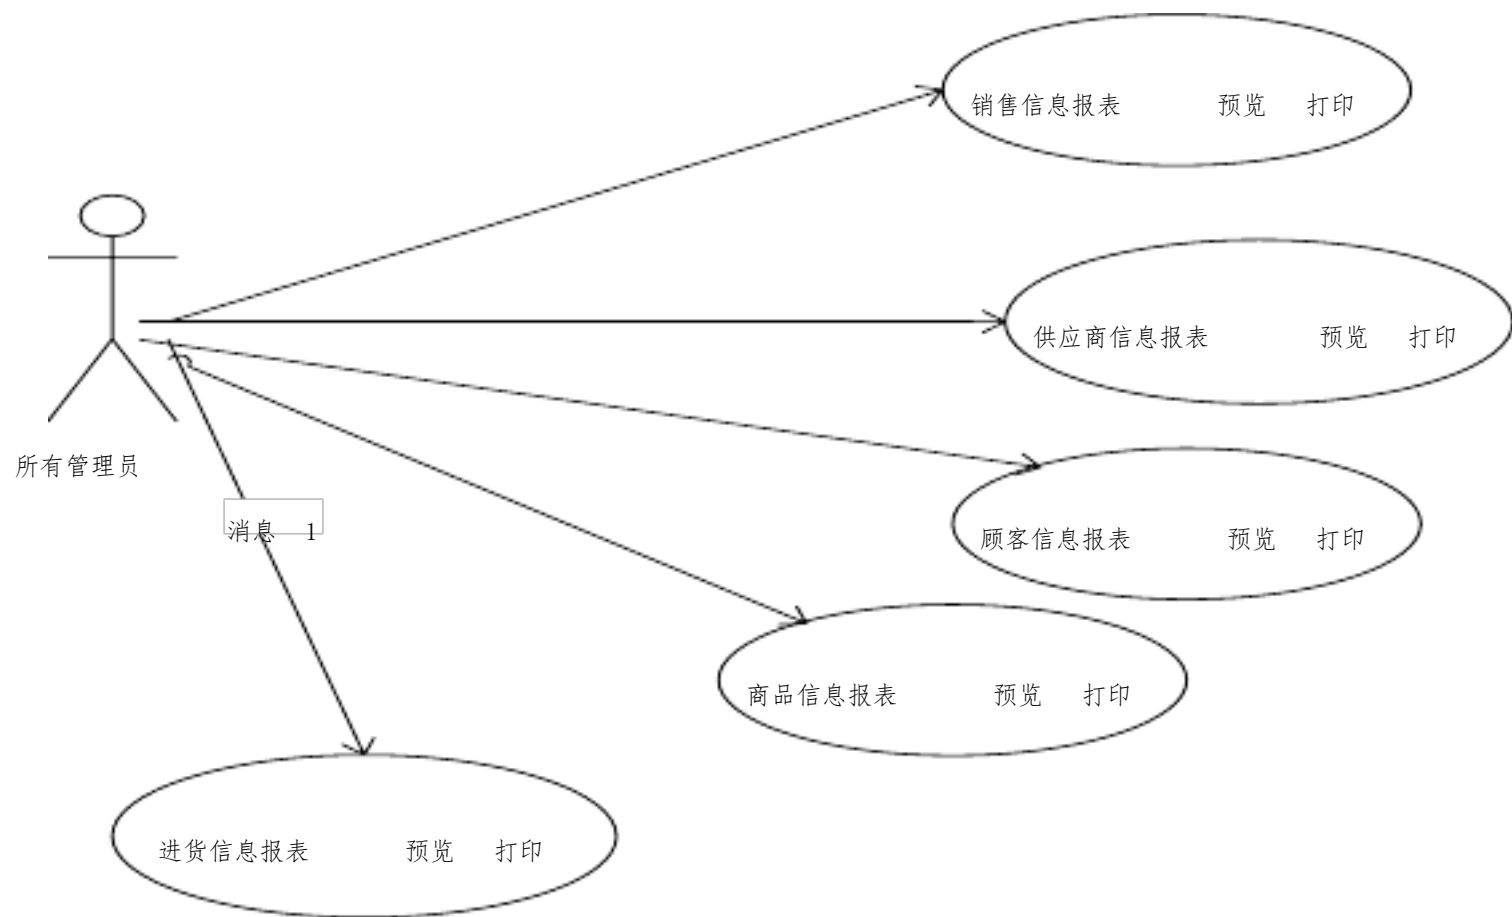 销售信息报表 预览 打印
供应商信息报表 预览 打印
所有管理员
消息 1
顾客信息报表 预览 打印
商品信息报表 预览 打印
进货信息报表 预览 打印